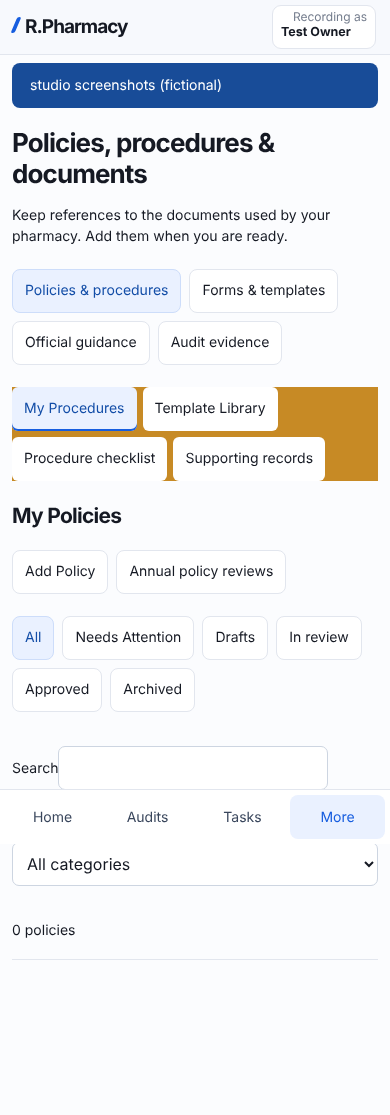 R.Pharmacy
Recording as
Test Owner
studio screenshots (fictional)
Policies, procedures &
documents
Keep references to the documents used by your
pharmacy. Add them when you are ready.
Policies & procedures
Forms & templates
Official guidance
Audit evidence
My Procedures
Template Library
Procedure checklist
Supporting records
My Policies
Add Policy
Annual policy reviews
All
Needs Attention
Drafts
In review
Approved
Archived
Search
Home
Audits
Tasks
More
All categories
0 policies